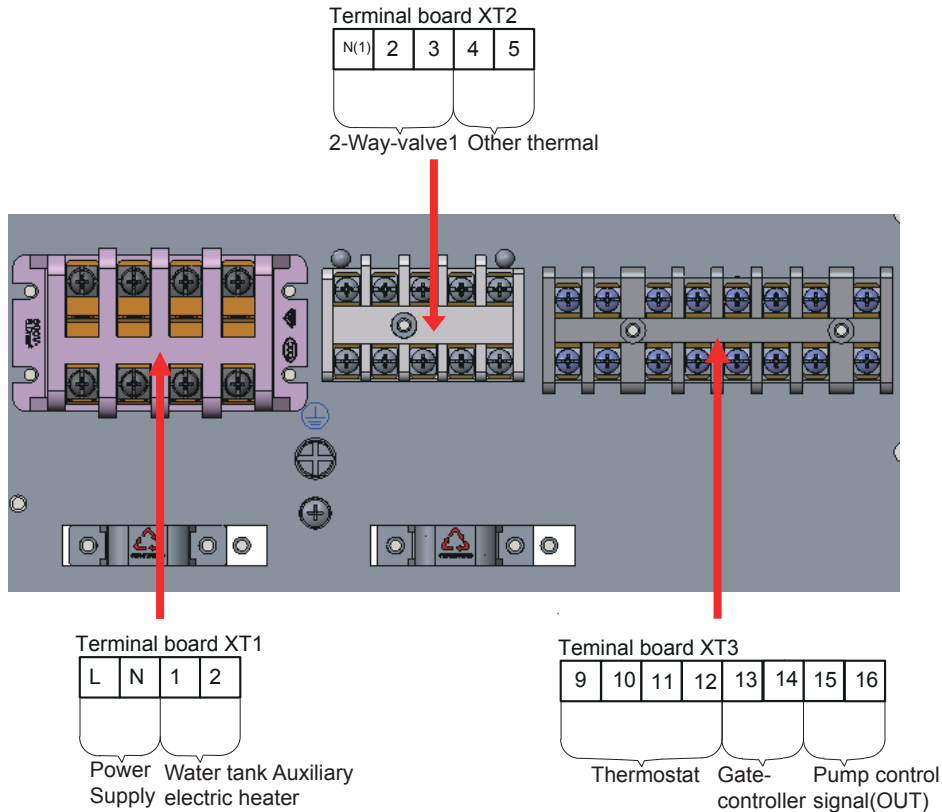 Terminal board XT2
N(1) 2 3 4 5
2-Way-valve1 Other thermal
Terminal board XT1
L N 1 2
Power Supply
Water tank Auxiliary electric heater
Teminal board XT3
9 10 11 12 13 14 15 16
Thermostat
Gate-
controller
Pump control
signal(OUT)